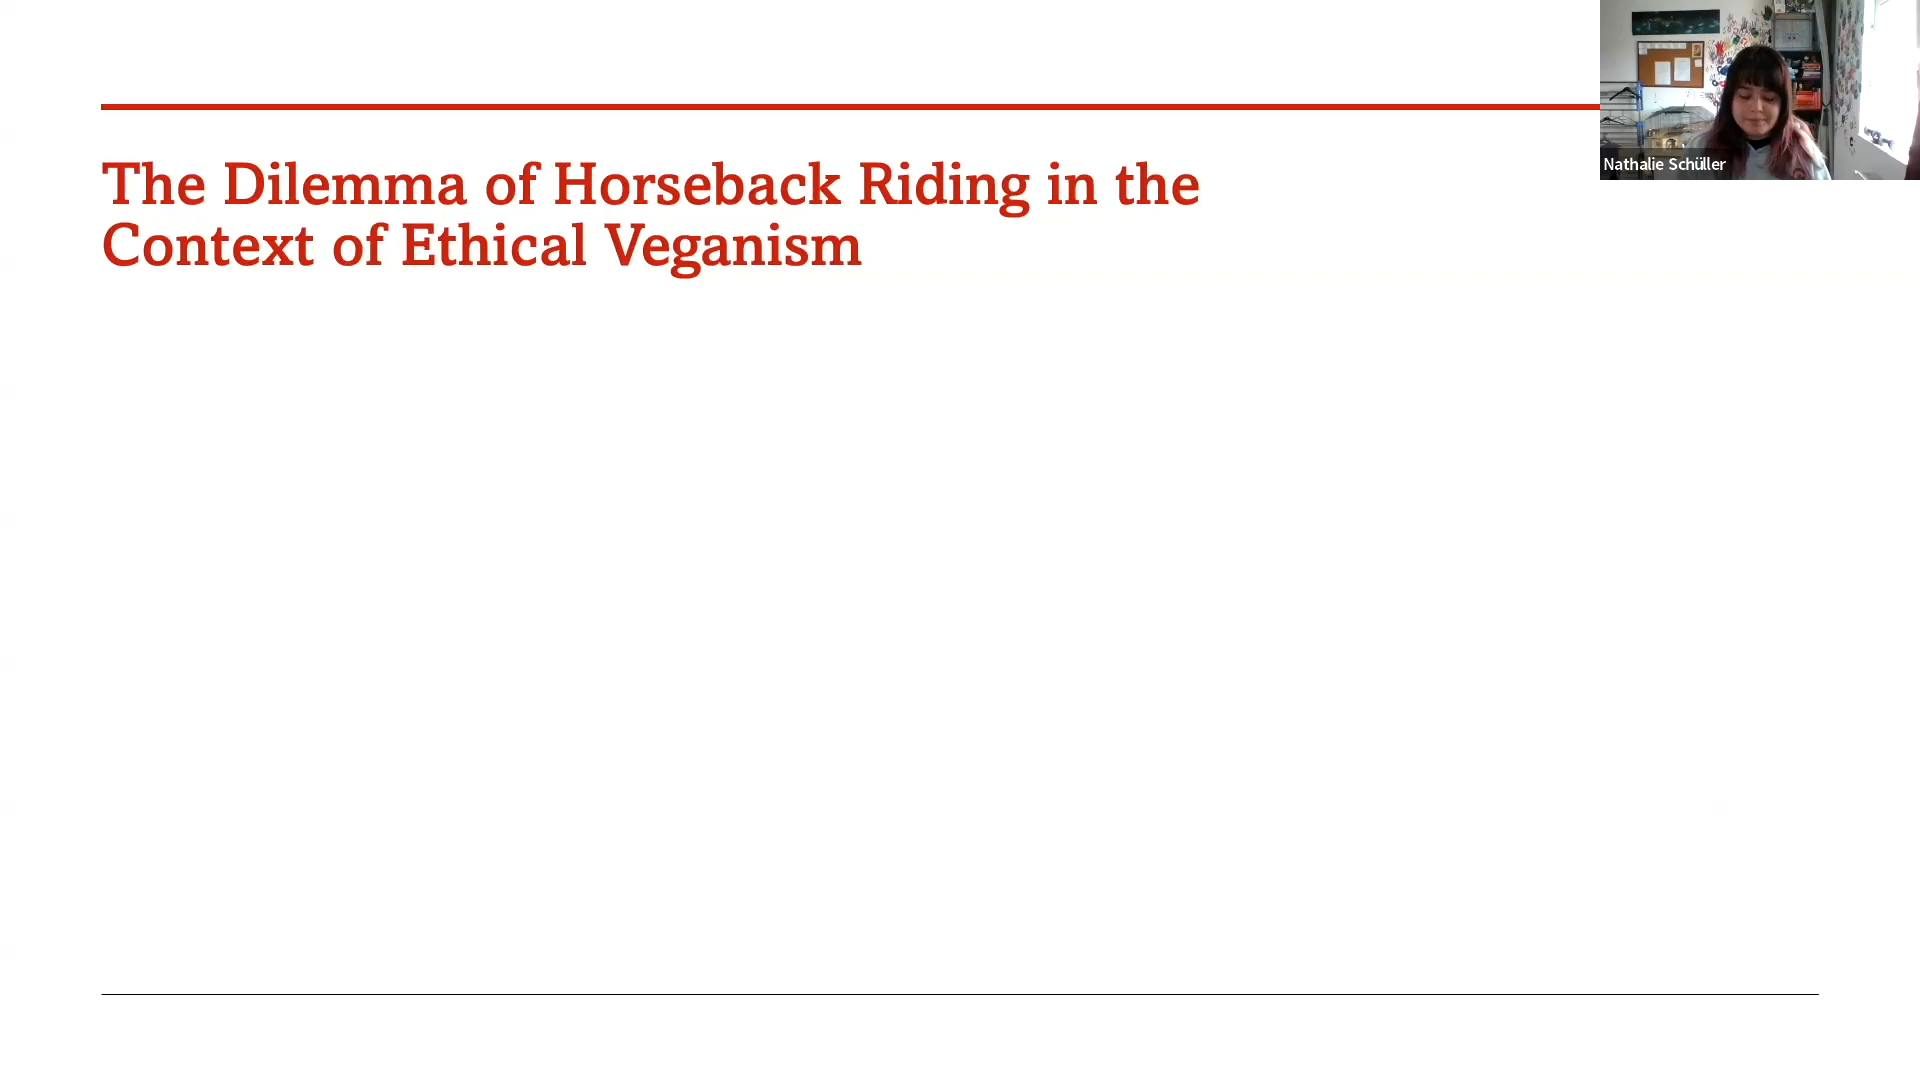 The Dilemma of Horseback Riding in the
Context of Ethical Veganism
Nathalie Schüller